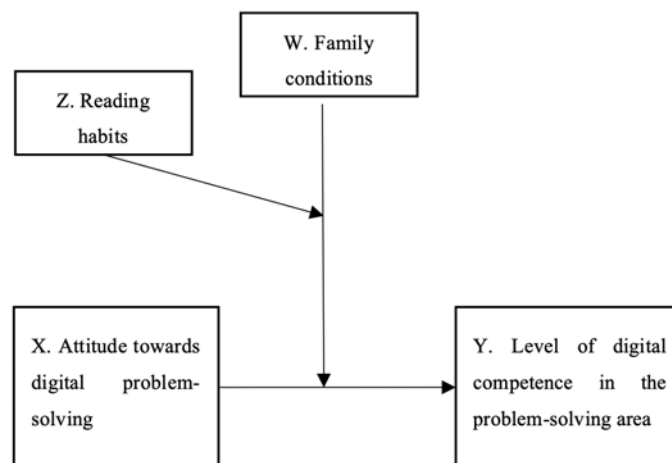 W. Family
conditions
Z. Reading
habits
X. Attitude towards
digital problem-
solving
Y. Level of digital
competence in the
problem-solving area